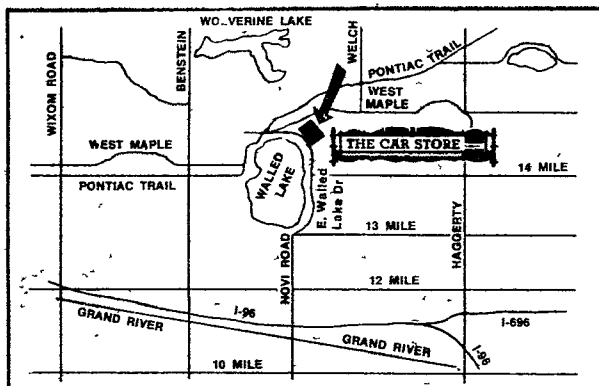 WOLVERINE LAKE
WIXOM ROAD
BENSTEIN
WELCH
PONTIAC TRAIL
WEST
MAPLE
WEST MAPLE
THE CAR STORE
14 MILE
PONTIAC TRAIL
WALLED
LAKE
E. Walled
Lake Dr
13 MILE
NOVI ROAD
HAGGERTY
12 MILE
I-96
I-696
GRAND RIVER
GRAND RIVER
I-96
10 MILE